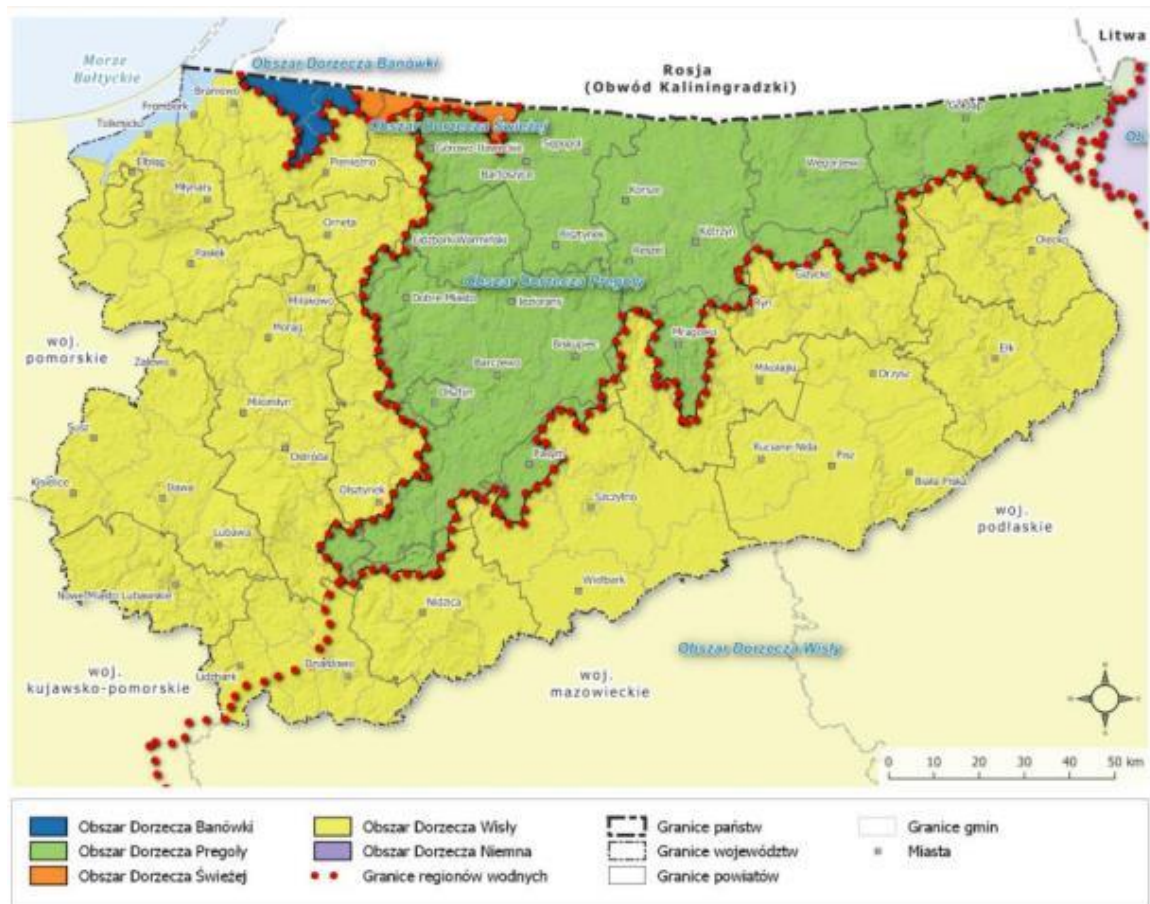 Litwa
Morze
Bałtyckie
Obszar Dorzecza Banówki
Rosja
(Obwód Kaliningradzki)
Braniewo
Frombork
Tolkmicko
Gołdap
Obszar Dorzecza Świeżej
Górowo Iławeckie
Sępopol
Elbląg
Pieniężno
Bartoszyce
Węgorzewo
Młynary
Korsze
Orneta
Lidzbark Warmiński
Bisztynek
Kętrzyn
Olecko
Pasłęk
Reszel
Giżycko
Obszar Dorzecza Pregoły
Miłakowo
Dobre Miasto
Jeziorany
Ryn
woj.
pomorskie
Morąg
Mrągowo
Zalewo
Biskupiec
Ełk
Barczewo
Mikołajki
Orzysz
Miłomłyn
Olsztyn
Susz
Ostróda
Pasym
Ruciane-Nida
Pisz
Biała Piska
Kisielice
Iława
Olsztynek
Szczytno
woj.
podlaskie
Lubawa
Nowe Miasto Lubawskie
Wielbark
Nidzica
Obszar Dorzecza Wisły
woj.
kujawsko-pomorskie
Lidzbark
Działdowo
woj.
mazowieckie
0 10 20 30 40 50 km
Obszar Dorzecza Banówki
Obszar Dorzecza Wisły
Granice państw
Granice gmin
Obszar Dorzecza Pregoły
Obszar Dorzecza Niemna
Granice województw
Miasta
Obszar Dorzecza Świeżej
Granice regionów wodnych
Granice powiatów